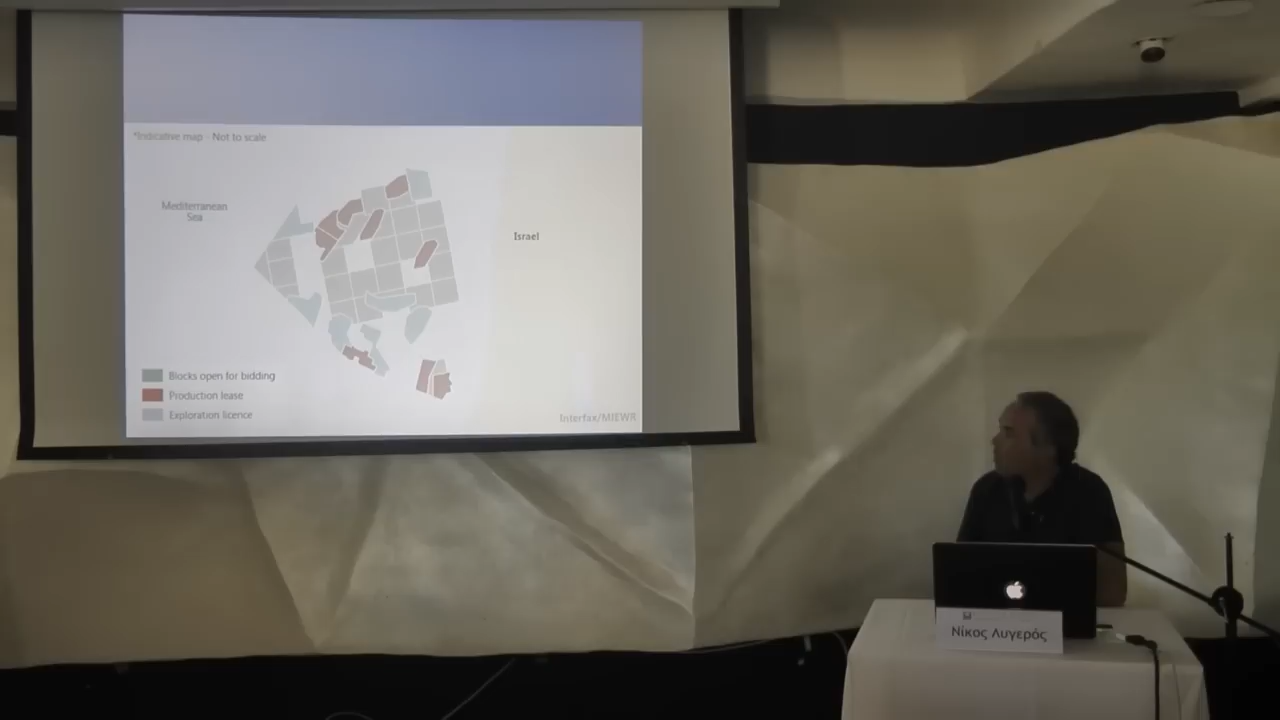 *Indicative map - Not to scale
Mediterranean
Sea
Israel
Blocks open for bidding
Production lease
Exploration licence
Interfax/MIEWR
Νίκος Λυγερός